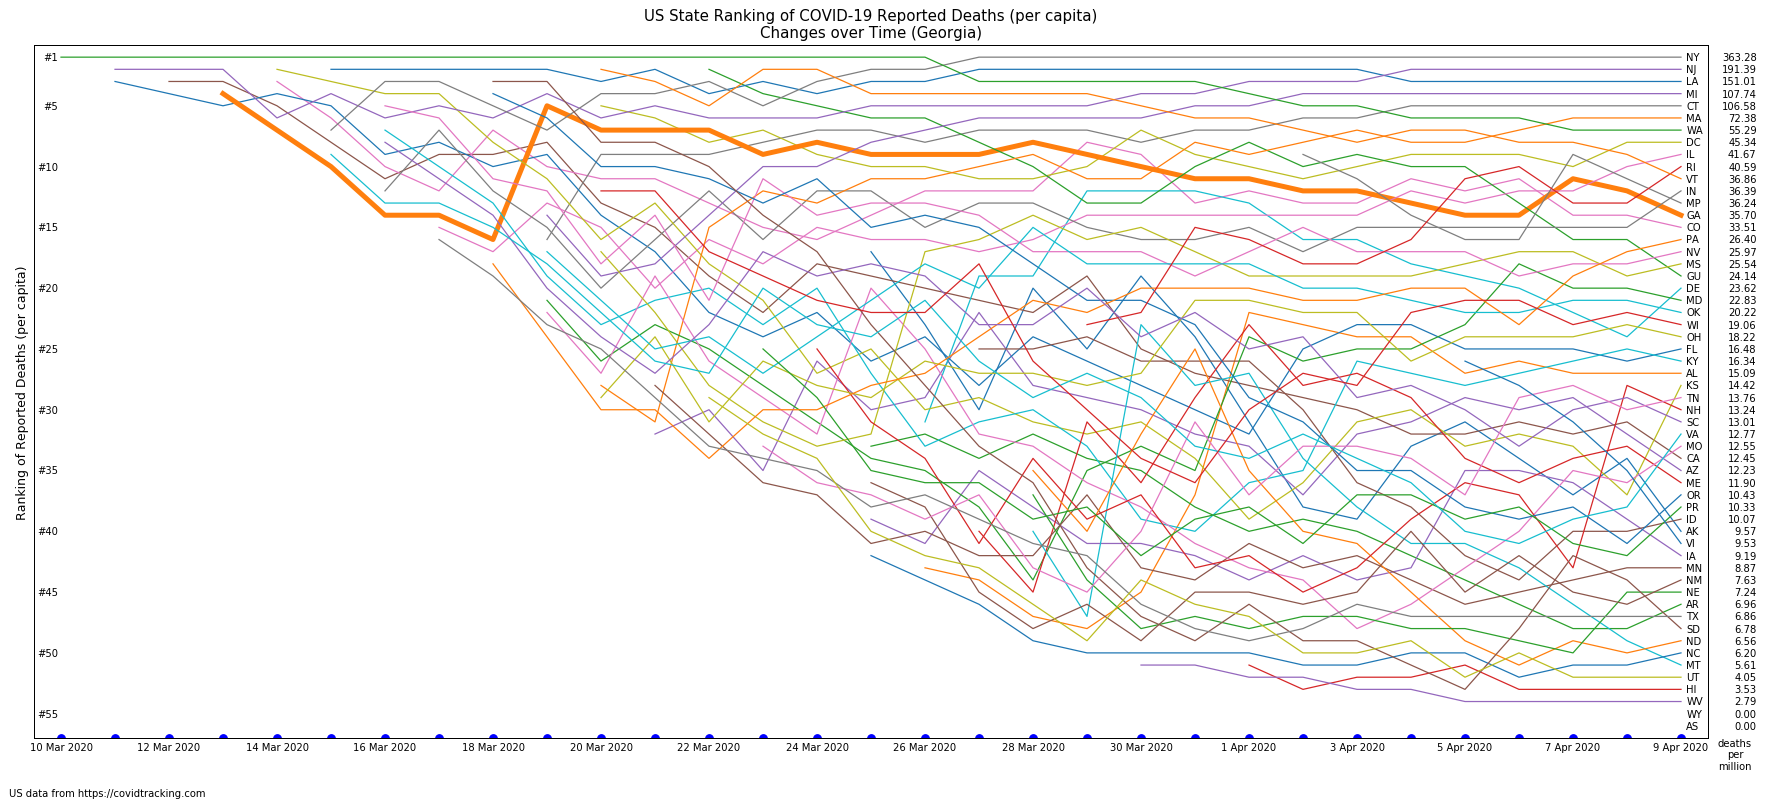 US State Ranking of COVID-19 Reported Deaths (per capita)
Changes over Time (Georgia)
Ranking of Reported Deaths (per capita)
#1
#5
#10
#15
#20
#25
#30
#35
#40
#45
#50
#55
NY 363.28
NJ 191.39
LA 151.01
MI 107.74
CT 106.58
MA 72.38
WA 55.29
DC 45.34
IL 41.67
RI 40.59
VT 36.86
IN 36.39
MP 36.24
GA 35.70
CO 33.51
PA 26.40
NV 25.97
MS 25.54
GU 24.14
DE 23.62
MD 22.83
OK 20.22
WI 19.06
OH 18.22
FL 16.48
KY 16.34
AL 15.09
KS 14.42
TN 13.76
NH 13.24
SC 13.01
VA 12.77
MO 12.55
CA 12.45
AZ 12.23
ME 11.90
OR 10.43
PR 10.33
ID 10.07
AK 9.57
VI 9.53
IA 9.19
MN 8.87
NM 7.63
NE 7.24
AR 6.96
TX 6.86
SD 6.78
ND 6.56
NC 6.20
MT 5.61
UT 4.05
HI 3.53
WV 2.79
WY 0.00
AS 0.00
10 Mar 2020 12 Mar 2020 14 Mar 2020 16 Mar 2020 18 Mar 2020 20 Mar 2020 22 Mar 2020 24 Mar 2020 26 Mar 2020 28 Mar 2020 30 Mar 2020 1 Apr 2020 3 Apr 2020 5 Apr 2020 7 Apr 2020 9 Apr 2020
deaths
per
million
US data from https://covidtracking.com